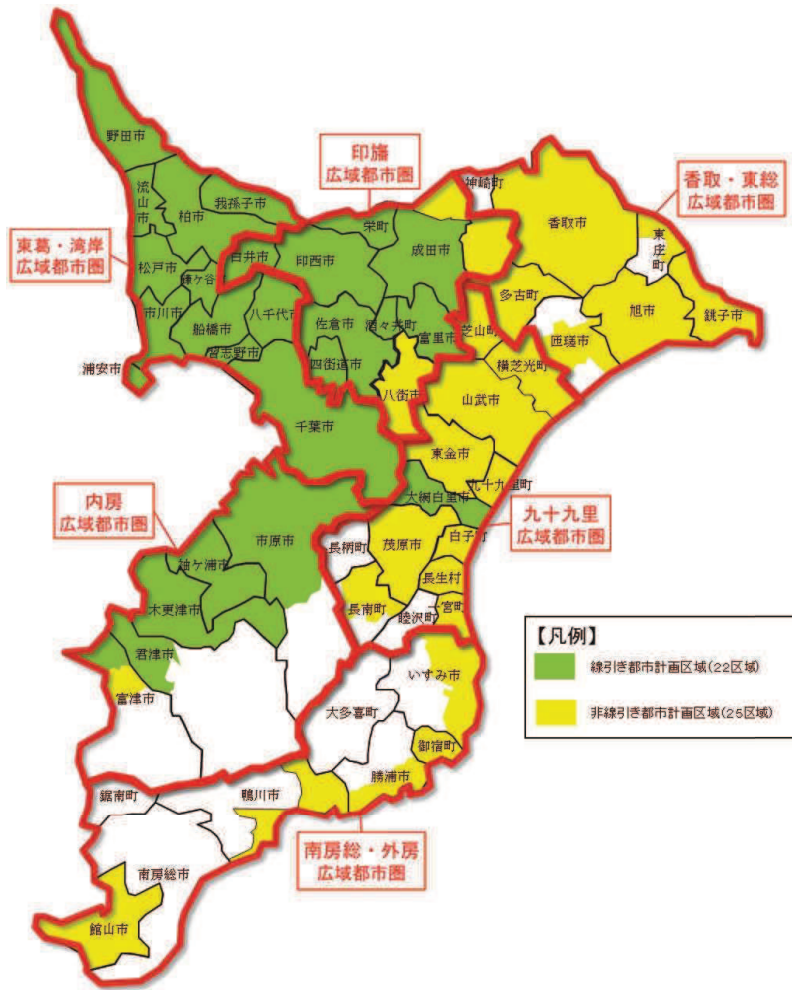 野田市
印旛
広域都市圏
流山市
柏市
我孫子市
神崎町
香取・東総
広域都市圏
栄町
香取市
東葛・湾岸
広域都市圏
白井市
印西市
成田市
東庄町
松戸市
鎌ケ谷
多古町
市川市
船橋市
八千代市
佐倉市
酒々井町
富里市
芝山町
旭市
銚子市
匝瑳市
習志野市
四街道市
横芝光町
浦安市
八街市
山武市
千葉市
東金市
九十九里町
大網白里市
内房
広域都市圏
九十九里
広域都市圏
市原市
長柄町
茂原市
白子町
袖ケ浦市
長生村
木更津市
長南町
睦沢町
一宮町
【凡例】
線引き都市計画区域(22区域)
非線引き都市計画区域(25区域)
君津市
いすみ市
富津市
大多喜町
御宿町
勝浦市
鋸南町
鴨川市
南房総・外房
広域都市圏
南房総市
館山市